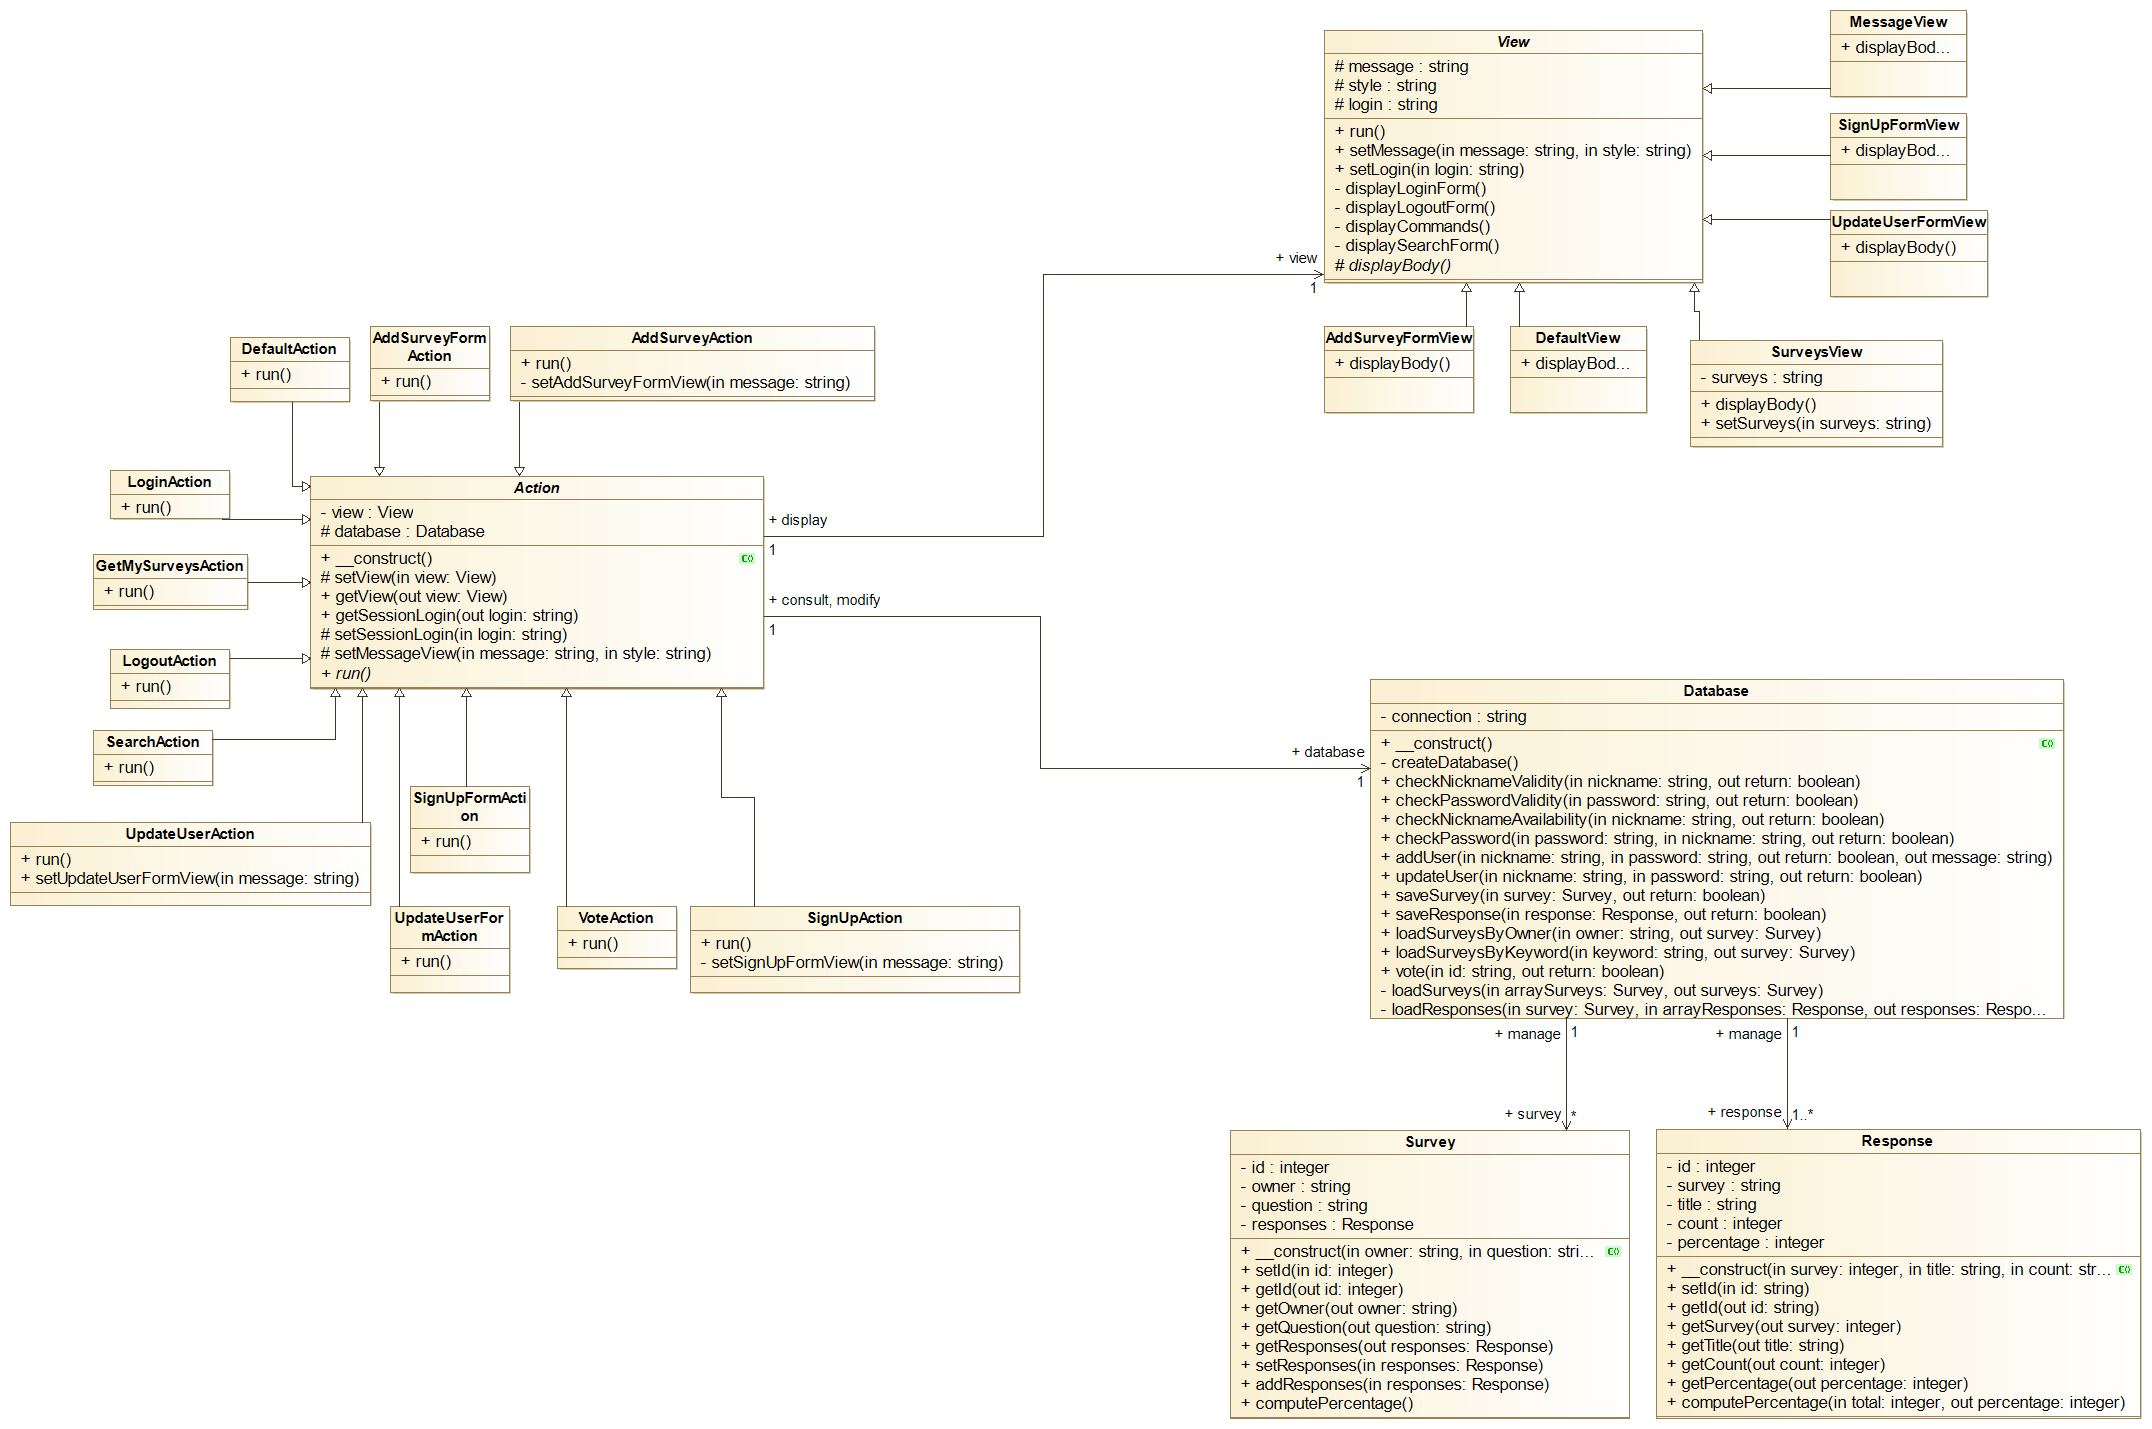 MessageView
+ displayBod...
View
# message : string
# style : string
# login : string
+ run()
+ setMessage(in message: string, in style: string)
+ setLogin(in login: string)
- displayLoginForm()
- displayLogoutForm()
- displayCommands()
- displaySearchForm()
# displayBody()
SignUpFormView
+ displayBod...
UpdateUserFormView
+ displayBody()
+ view
1
AddSurveyFormView
+ displayBody()
DefaultView
+ displayBod...
SurveysView
- surveys : string
+ displayBody()
+ setSurveys(in surveys: string)
DefaultAction
+ run()
AddSurveyForm
Action
+ run()
AddSurveyAction
+ run()
- setAddSurveyFormView(in message: string)
LoginAction
+ run()
GetMySurveysAction
+ run()
LogoutAction
+ run()
SearchAction
+ run()
Action
- view : View
# database : Database
+ __construct()
C()
# setView(in view: View)
+ getView(out view: View)
+ getSessionLogin(out login: string)
# setSessionLogin(in login: string)
# setMessageView(in message: string, in style: string)
+ run()
+ display
1
+ consult, modify
1
UpdateUserAction
+ run()
+ setUpdateUserFormView(in message: string)
SignUpFormActi
on
+ run()
UpdateUserFor
mAction
+ run()
VoteAction
+ run()
SignUpAction
+ run()
- setSignUpFormView(in message: string)
+ database
1
Database
- connection : string
+ __construct()
C()
- createDatabase()
+ checkNicknameValidity(in nickname: string, out return: boolean)
+ checkPasswordValidity(in password: string, out return: boolean)
+ checkNicknameAvailability(in nickname: string, out return: boolean)
+ checkPassword(in password: string, in nickname: string, out return: boolean)
+ addUser(in nickname: string, in password: string, out return: boolean, out message: string)
+ updateUser(in nickname: string, in password: string, out return: boolean)
+ saveSurvey(in survey: Survey, out return: boolean)
+ saveResponse(in response: Response, out return: boolean)
+ loadSurveysByOwner(in owner: string, out survey: Survey)
+ loadSurveysByKeyword(in keyword: string, out survey: Survey)
+ vote(in id: string, out return: boolean)
- loadSurveys(in arraySurveys: Survey, out surveys: Survey)
- loadResponses(in survey: Survey, in arrayResponses: Response, out responses: Respo...
+ manage
1
+ manage
1
+ survey
*
+ response
1..*
Survey
- id : integer
- owner : string
- question : string
- responses : Response
+ __construct(in owner: string, in question: stri...
C()
+ setId(in id: integer)
+ getId(out id: integer)
+ getOwner(out owner: string)
+ getQuestion(out question: string)
+ getResponses(out responses: Response)
+ setResponses(in responses: Response)
+ addResponses(in responses: Response)
+ computePercentage()
Response
- id : integer
- survey : string
- title : string
- count : integer
- percentage : integer
+ __construct(in survey: integer, in title: string, in count: str...
C()
+ setId(in id: string)
+ getId(out id: string)
+ getSurvey(out survey: integer)
+ getTitle(out title: string)
+ getCount(out count: integer)
+ getPercentage(out percentage: integer)
+ computePercentage(in total: integer, out percentage: integer)